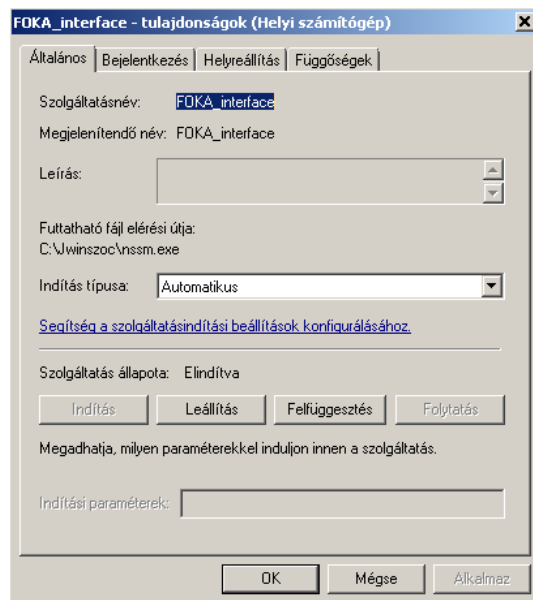 FOKA_interface - tulajdonságok (Helyi számítógép)
Általános Bejelentkezés Helyreállítás Függőségek
Szolgáltatásnév: FOKA_interface
Megjelenítendő név: FOKA_interface
Leírás:
Futtatható fájl elérési útja:
C:\Jwinszoc\nssm.exe
Indítás típusa: Automatikus
Segítség a szolgáltatásindítási beállítások konfigurálásához.
Szolgáltatás állapota: Elindítva
Indítás Leállítás Felfüggesztés Folytatás
Megadhatja, milyen paraméterekkel induljon innen a szolgáltatás.
Indítási paraméterek:
OK Mégse Alkalmaz